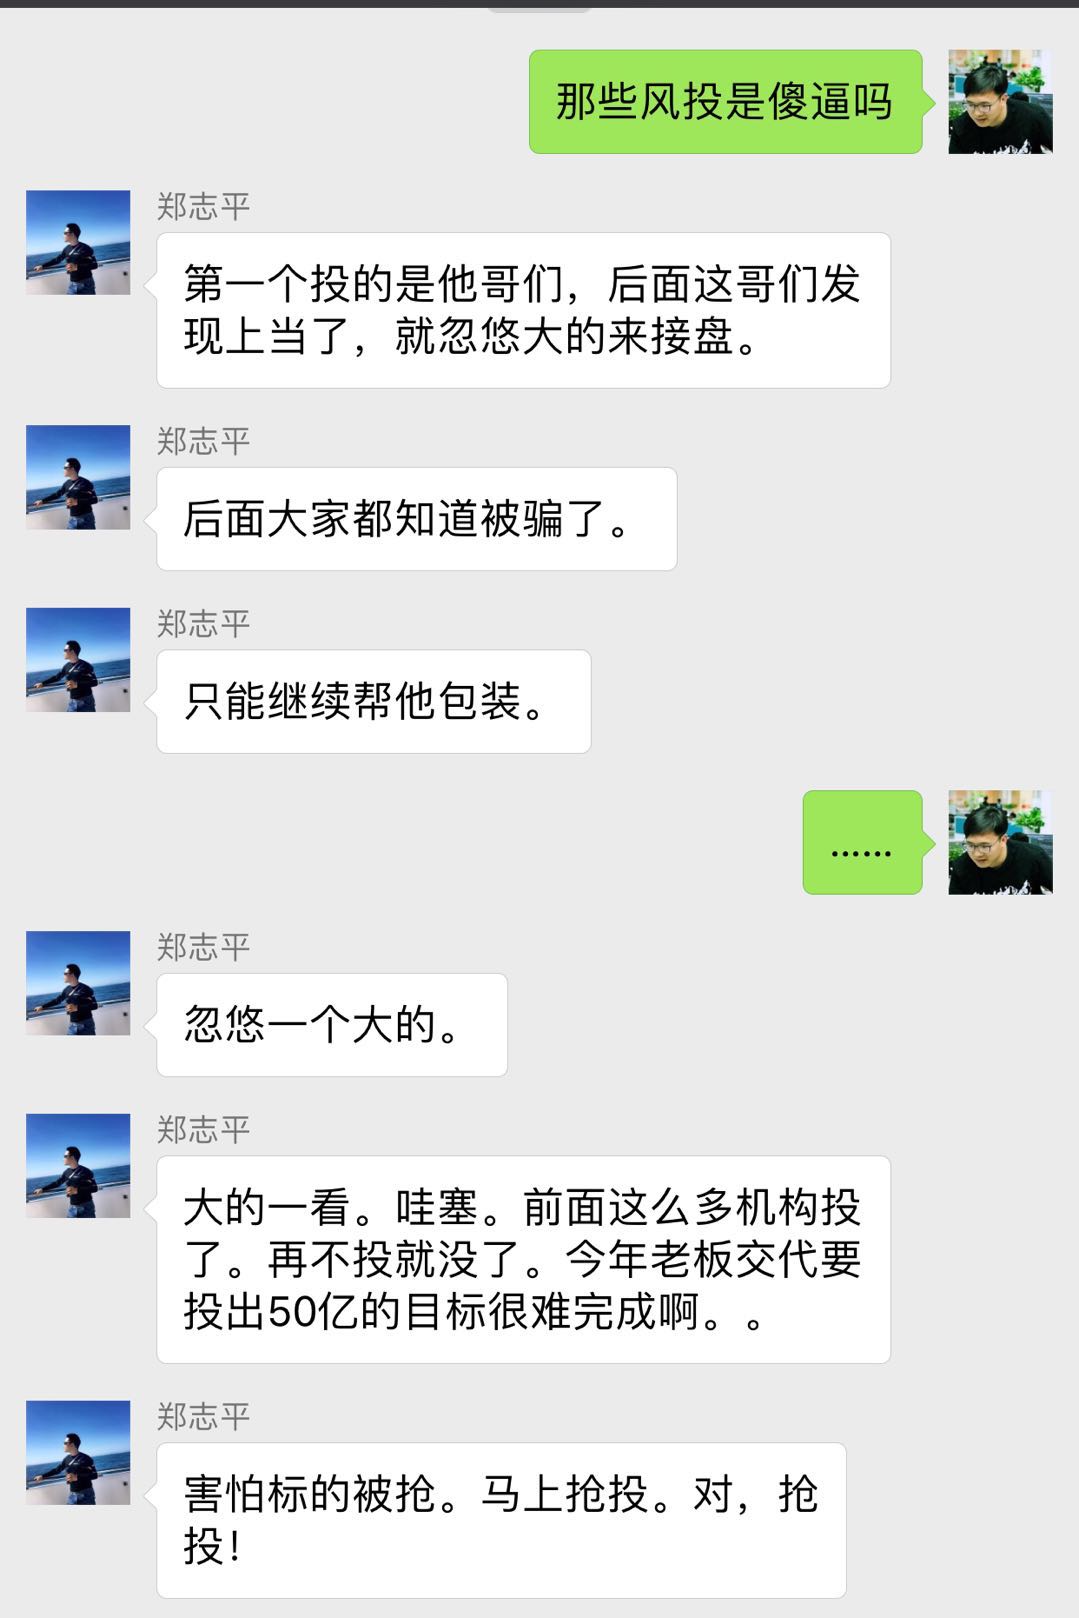 那些风投是傻逼吗
郑志平
第一个投的是他哥们，后面这哥们发
现上当了，就忽悠大的来接盘。
郑志平
后面大家都知道被骗了。
郑志平
只能继续帮他包装。
……
郑志平
忽悠一个大的。
郑志平
大的一看。哇塞。前面这么多机构投
了。再不投就没了。今年老板交代要
投出50亿的目标很难完成啊。。
郑志平
害怕标的被抢。马上抢投。对，抢
投！